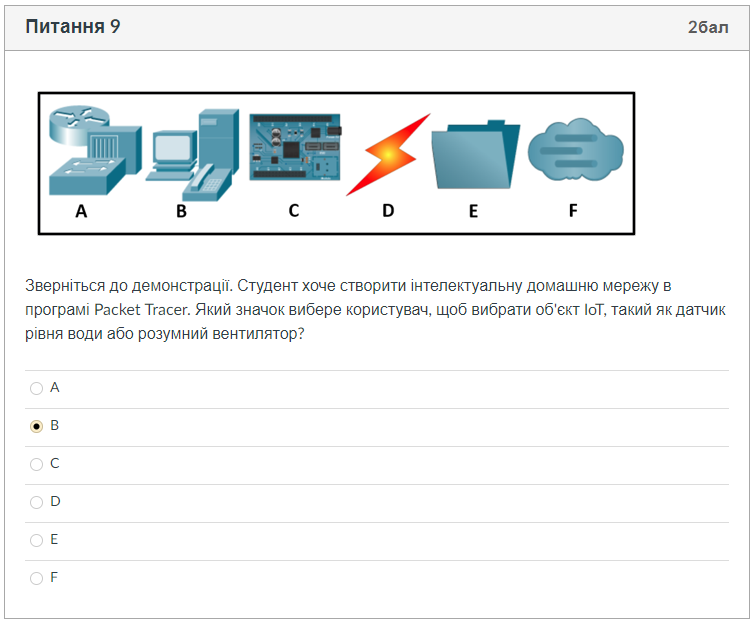 Питання 9
2бал
A
B
C
D
E
F
Зверніться до демонстрації. Студент хоче створити інтелектуальну домашню мережу в
програмі Packet Tracer. Який значок вибере користувач, щоб вибрати об'єкт IoT, такий як датчик
рівня води або розумний вентилятор?
A
B
C
D
E
F